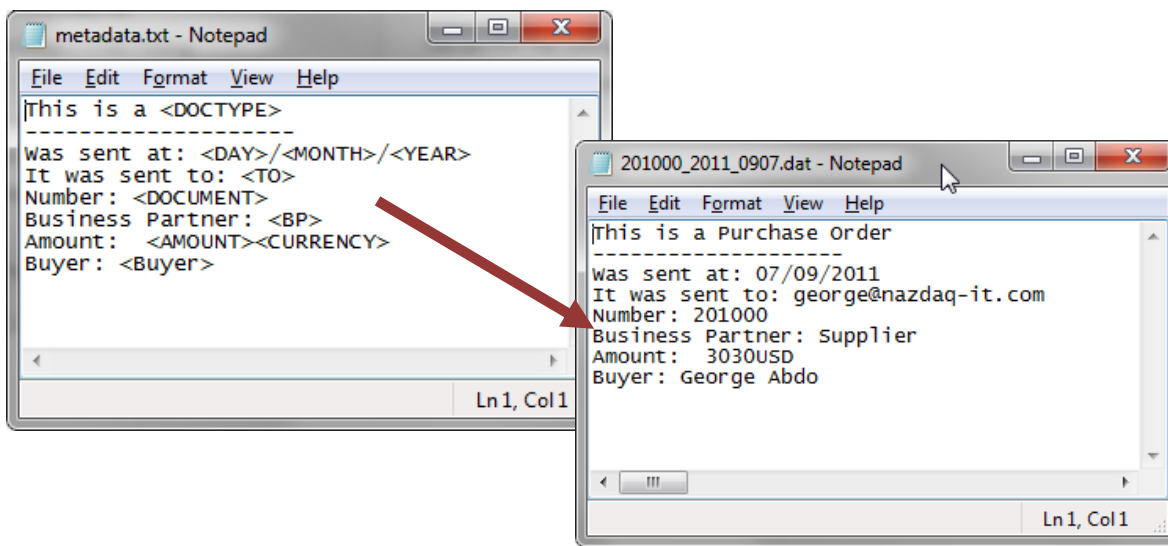 metadata.txt - Notepad
File Edit Format View Help
This is a <DOCTYPE>
--------------------
Was sent at: <DAY>/<MONTH>/<YEAR>
It was sent to: <TO>
Number: <DOCUMENT>
Business Partner: <BP>
Amount:  <AMOUNT><CURRENCY>
Buyer: <Buyer>
Ln 1, Col 1
201000_2011_0907.dat - Notepad
File Edit Format View Help
This is a Purchase Order
--------------------
Was sent at: 07/09/2011
It was sent to: george@nazdaq-it.com
Number: 201000
Business Partner: Supplier
Amount:  3030USD
Buyer: George Abdo
Ln 1, Col 1